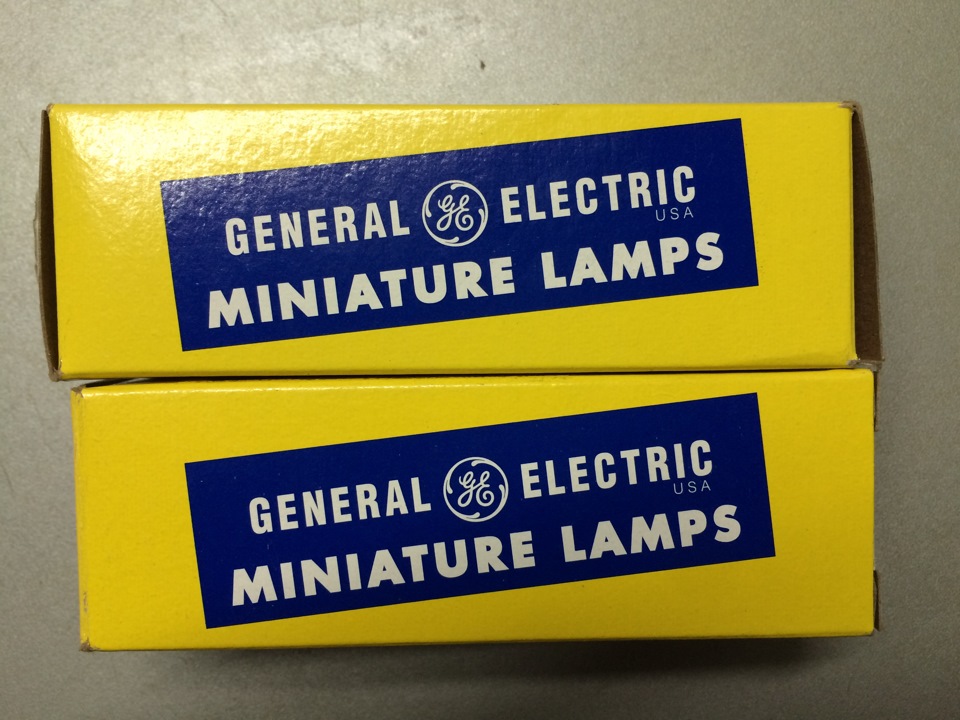 GENERAL GE ELECTRIC
USA
MINIATURE LAMPS
GENERAL GE ELECTRIC
USA
MINIATURE LAMPS